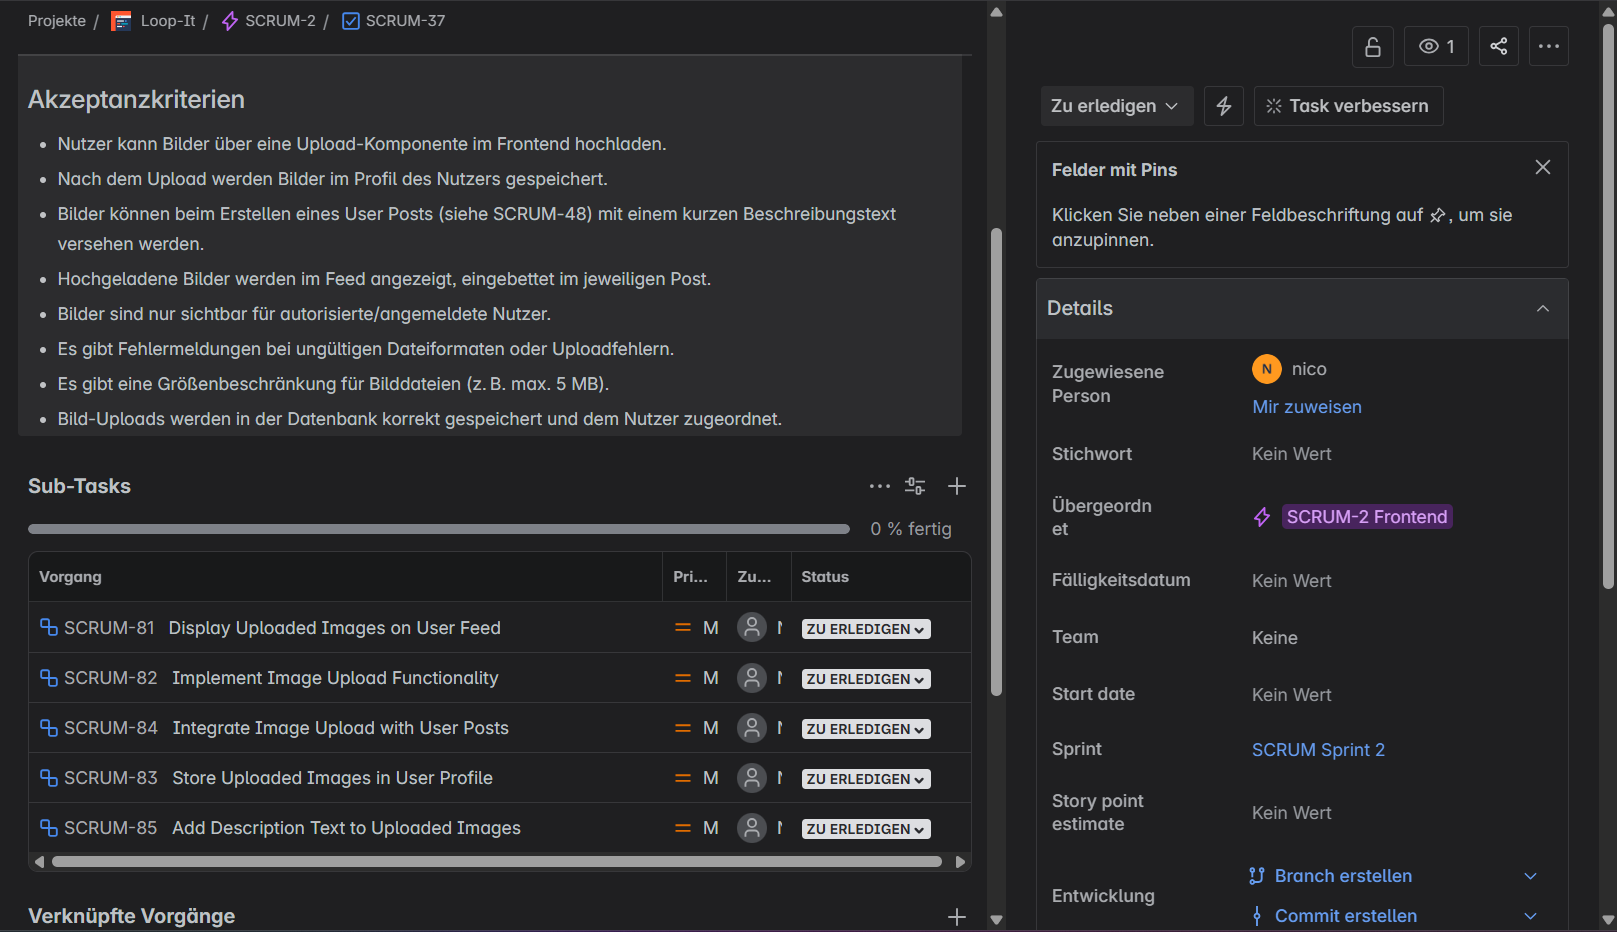 Projekte / Loop-It / SCRUM-2 / SCRUM-37
Akzeptanzkriterien
Nutzer kann Bilder über eine Upload-Komponente im Frontend hochladen.
Nach dem Upload werden Bilder im Profil des Nutzers gespeichert.
Bilder können beim Erstellen eines User Posts (siehe SCRUM-48) mit einem kurzen Beschreibungstext
versehen werden.
Hochgeladene Bilder werden im Feed angezeigt, eingebettet im jeweiligen Post.
Bilder sind nur sichtbar für autorisierte/angemeldete Nutzer.
Es gibt Fehlermeldungen bei ungültigen Dateiformaten oder Uploadfehlern.
Es gibt eine Größenbeschränkung für Bilddateien (z. B. max. 5 MB).
Bild-Uploads werden in der Datenbank korrekt gespeichert und dem Nutzer zugeordnet.
Sub-Tasks
0 % fertig
Vorgang Pri... Zu... Status
SCRUM-81 Display Uploaded Images on User Feed M ZU ERLEDIGEN
SCRUM-82 Implement Image Upload Functionality M ZU ERLEDIGEN
SCRUM-84 Integrate Image Upload with User Posts M ZU ERLEDIGEN
SCRUM-83 Store Uploaded Images in User Profile M ZU ERLEDIGEN
SCRUM-85 Add Description Text to Uploaded Images M ZU ERLEDIGEN
Verknüpfte Vorgänge
1
Zu erledigen Task verbessern
Felder mit Pins
Klicken Sie neben einer Feldbeschriftung auf , um sie
anzupinnen.
Details
Zugewiesene
Person
N nico
Mir zuweisen
Stichwort Kein Wert
Übergeordn
et
SCRUM-2 Frontend
Fälligkeitsdatum Kein Wert
Team Keine
Start date Kein Wert
Sprint SCRUM Sprint 2
Story point
estimate
Kein Wert
Entwicklung
Branch erstellen
Commit erstellen